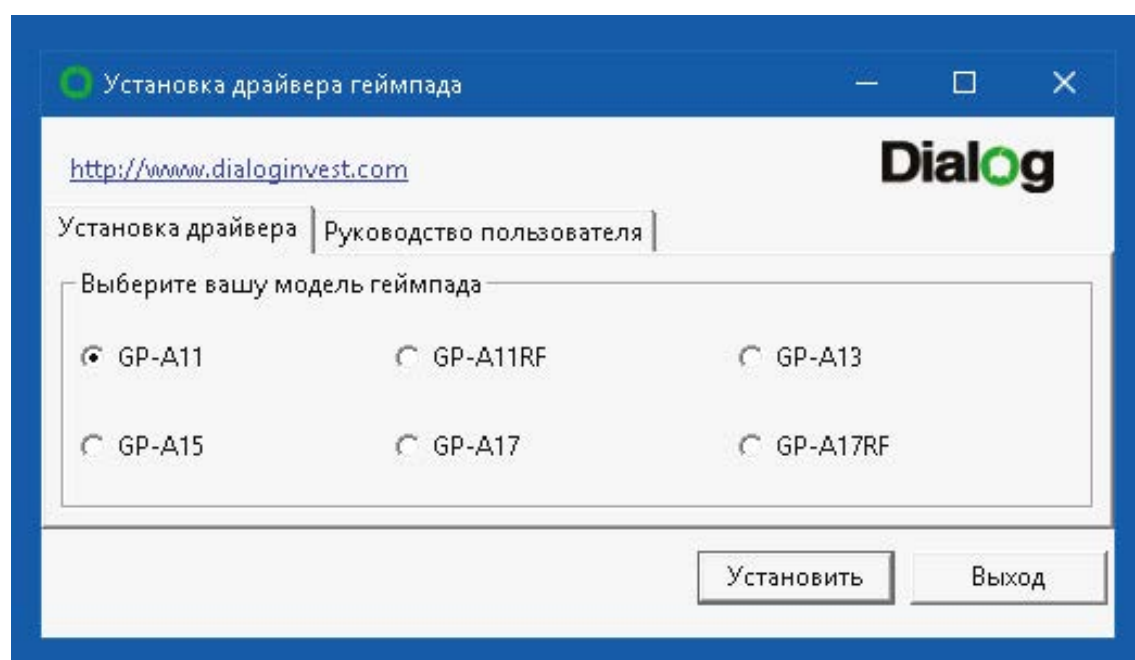 Установка драйвера геймпада
http://www.dialoginvest.com
Dialog
Установка драйвера Руководство пользователя
Выберите вашу модель геймпада
GP-A11 GP-A11RF GP-A13
GP-A15 GP-A17 GP-A17RF
Установить Выход